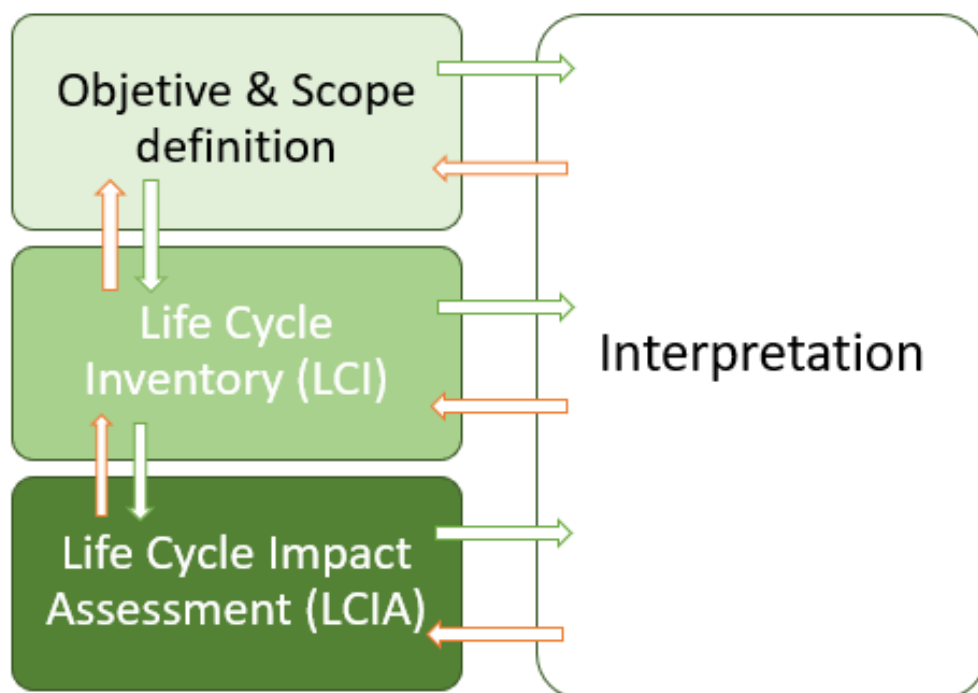 Objetive & Scope
definition
Life Cycle
Inventory (LCI)
Interpretation
Life Cycle Impact
Assessment (LCIA)